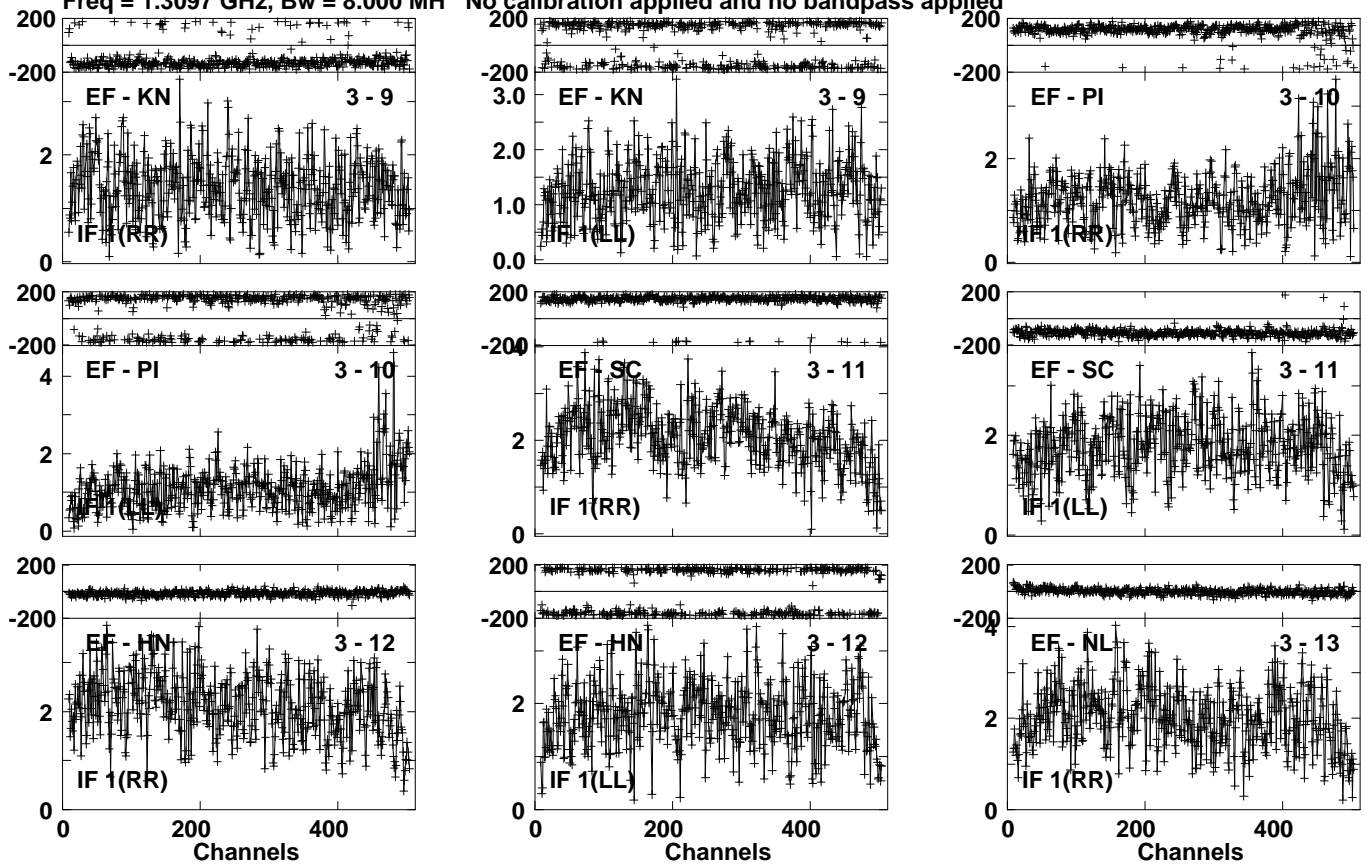 Freq = 1.3097 GHz, Bw = 8.000 MH No calibration applied and no bandpass applied
200 200 200
-200 -200 -200
EF - KN 3 - 9 EF - KN 3 - 9 EF - PI 3 - 10
3.0
2 2.0 2
1.0
IF 1(RR) IF 1(LL) IF 1(RR)
0 0.0 0
200 200 200
-200 -200 -200
4
EF - PI 3 - 10 EF - SC 3 - 11 EF - SC 3 - 11
4
2 2 2
IF 1(LL) IF 1(RR) IF 1(LL)
0 0 0
200 200 200
-200 -200 -200
4
EF - HN 3 - 12 EF - HN 3 - 12 EF - NL 3 - 13
2 2 2
IF 1(RR) IF 1(LL) IF 1(RR)
0 0 0
0 200 400 0 200 400 0 200 400
Channels Channels Channels